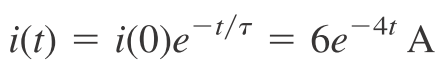 i(t) = i(0)e^{-t/τ} = 6e^{-4t} A